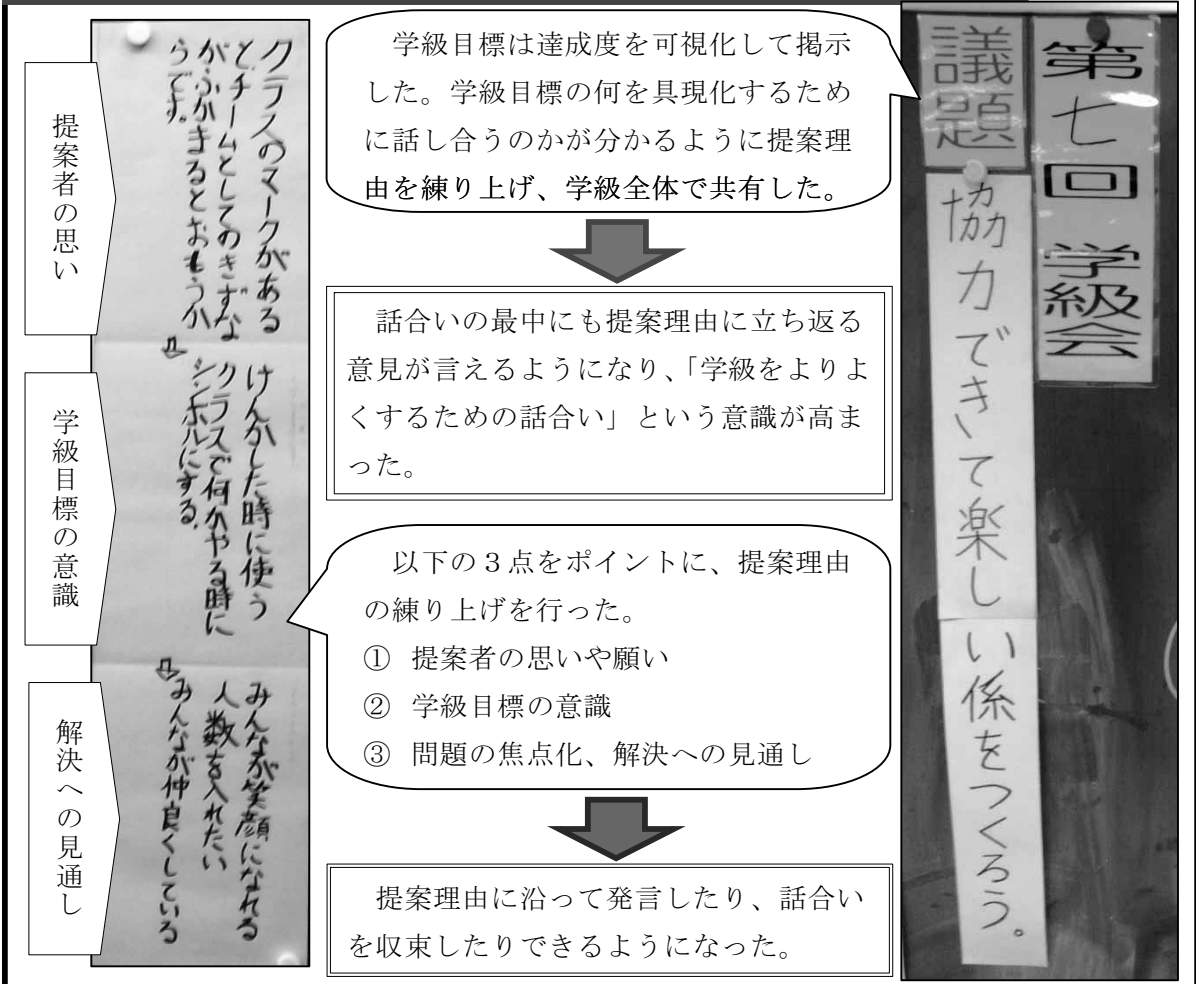 提案者の思い
学級目標の意識
解決への見通し
クラスのマークがある
と、チームとしてのきずな
がふかまるとおもうか
らです。
⇩
けんかした時に使う
クラスで何かやる時に
シンボルにする。
⇩
みんなが笑顔になれる
人数を入れたい
みんなが仲良くしている
学級目標は達成度を可視化して掲示
した。学級目標の何を具現化するため
に話し合うのかが分かるように提案理
由を練り上げ、学級全体で共有した。
話合いの最中にも提案理由に立ち返る
意見が言えるようになり、「学級をよりよ
くするための話合い」という意識が高ま
った。
以下の3点をポイントに、提案理由
の練り上げを行った。
① 提案者の思いや願い
② 学級目標の意識
③ 問題の焦点化、解決への見通し
提案理由に沿って発言したり、話合い
を収束したりできるようになった。
第七回 学級会
議題
協力できて楽しい係をつくろう。